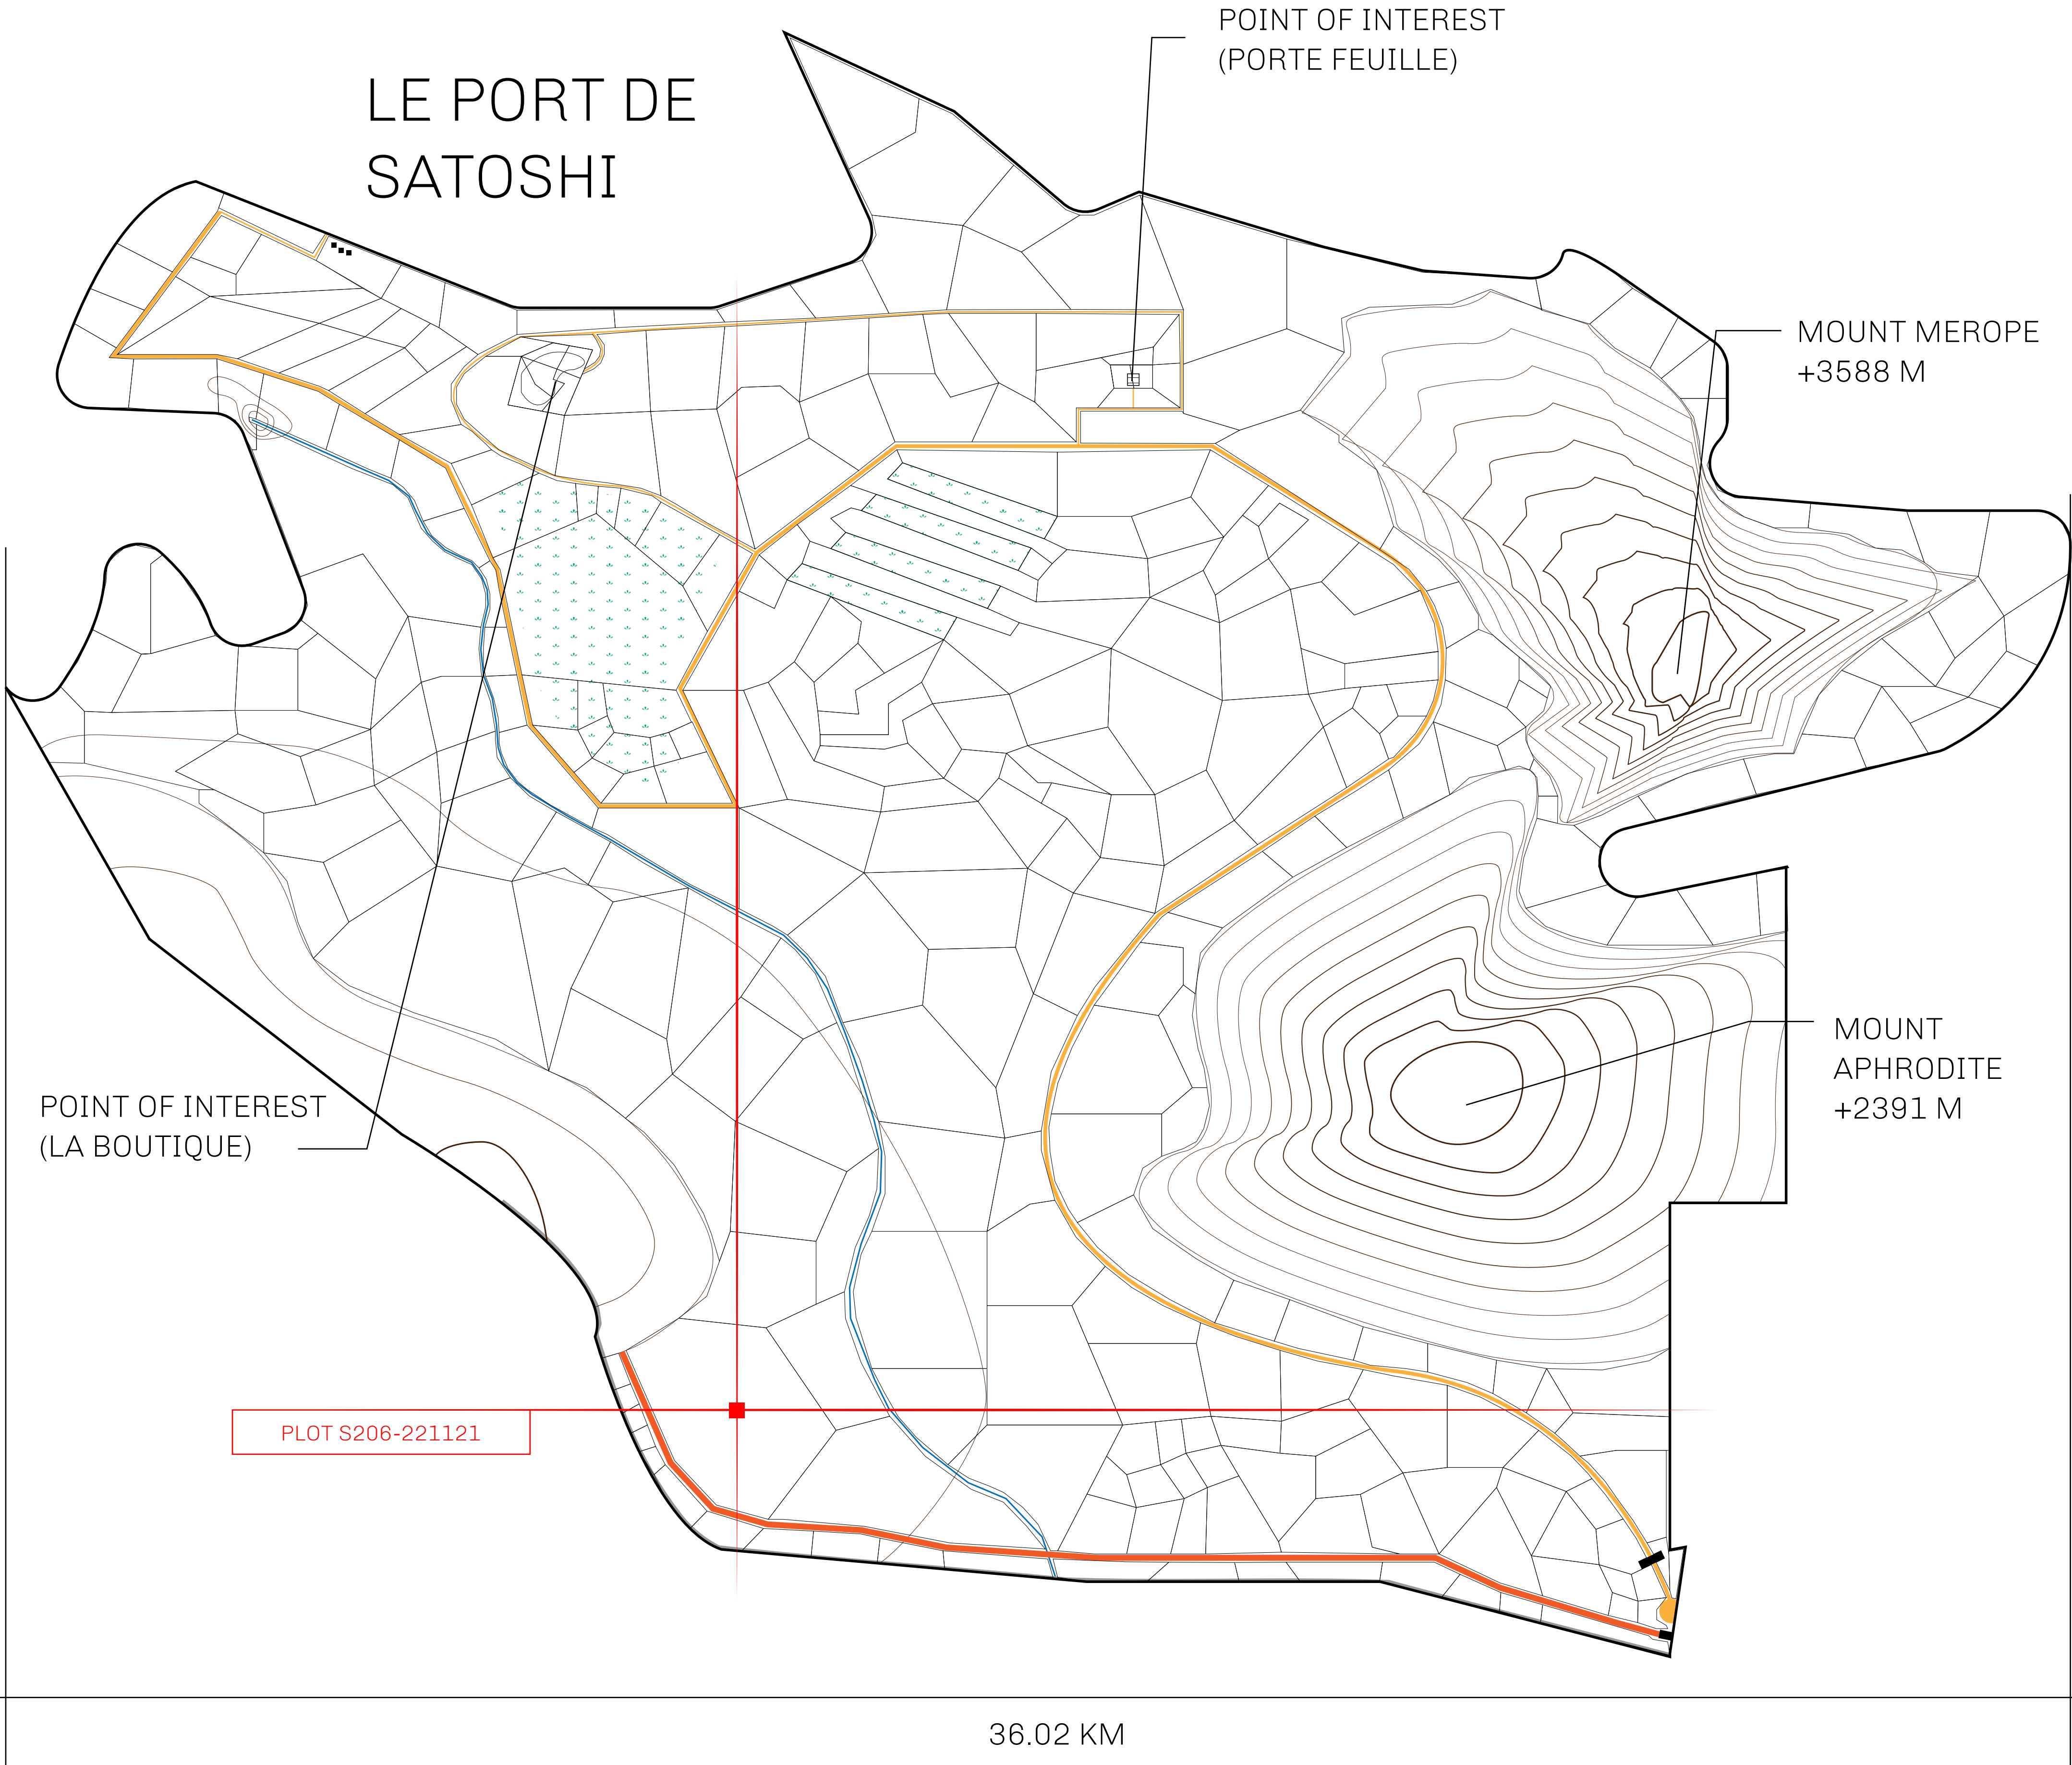 POINT OF INTEREST
(PORTE FEUILLE)
LE PORT DE
SATOSHI
MOUNT MEROPE
+3588 M
MOUNT
APHRODITE
+2391 M
POINT OF INTEREST
(LA BOUTIQUE)
PLOT S206-221121
36.02 KM